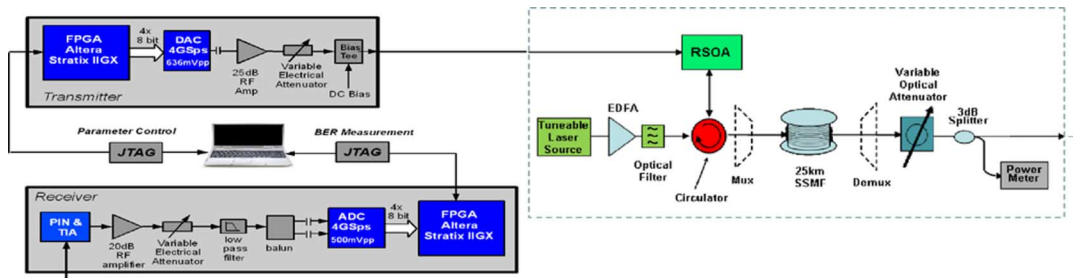 FPGA
Altera
Stratix IIGX
4x
8 bit
DAC
4GSps
636mVpp
25dB
RF
Amp
Variable
Electrical
Attenuator
Bias
Tee
DC Bias
Transmitter
Parameter Control
JTAG
BER Measurement
JTAG
Receiver
PIN &
TIA
20dB
RF
amplifier
Variable
Electrical
Attenuator
low
pass
filter
balun
ADC
4GSps
500mVpp
4x
8 bit
FPGA
Altera
Stratix IIGX
RSOA
Tuneable
Laser
Source
EDFA
Optical
Filter
Circulator
Mux
25km
SSMF
Demux
Variable
Optical
Attenuator
3dB
Splitter
Power
Meter